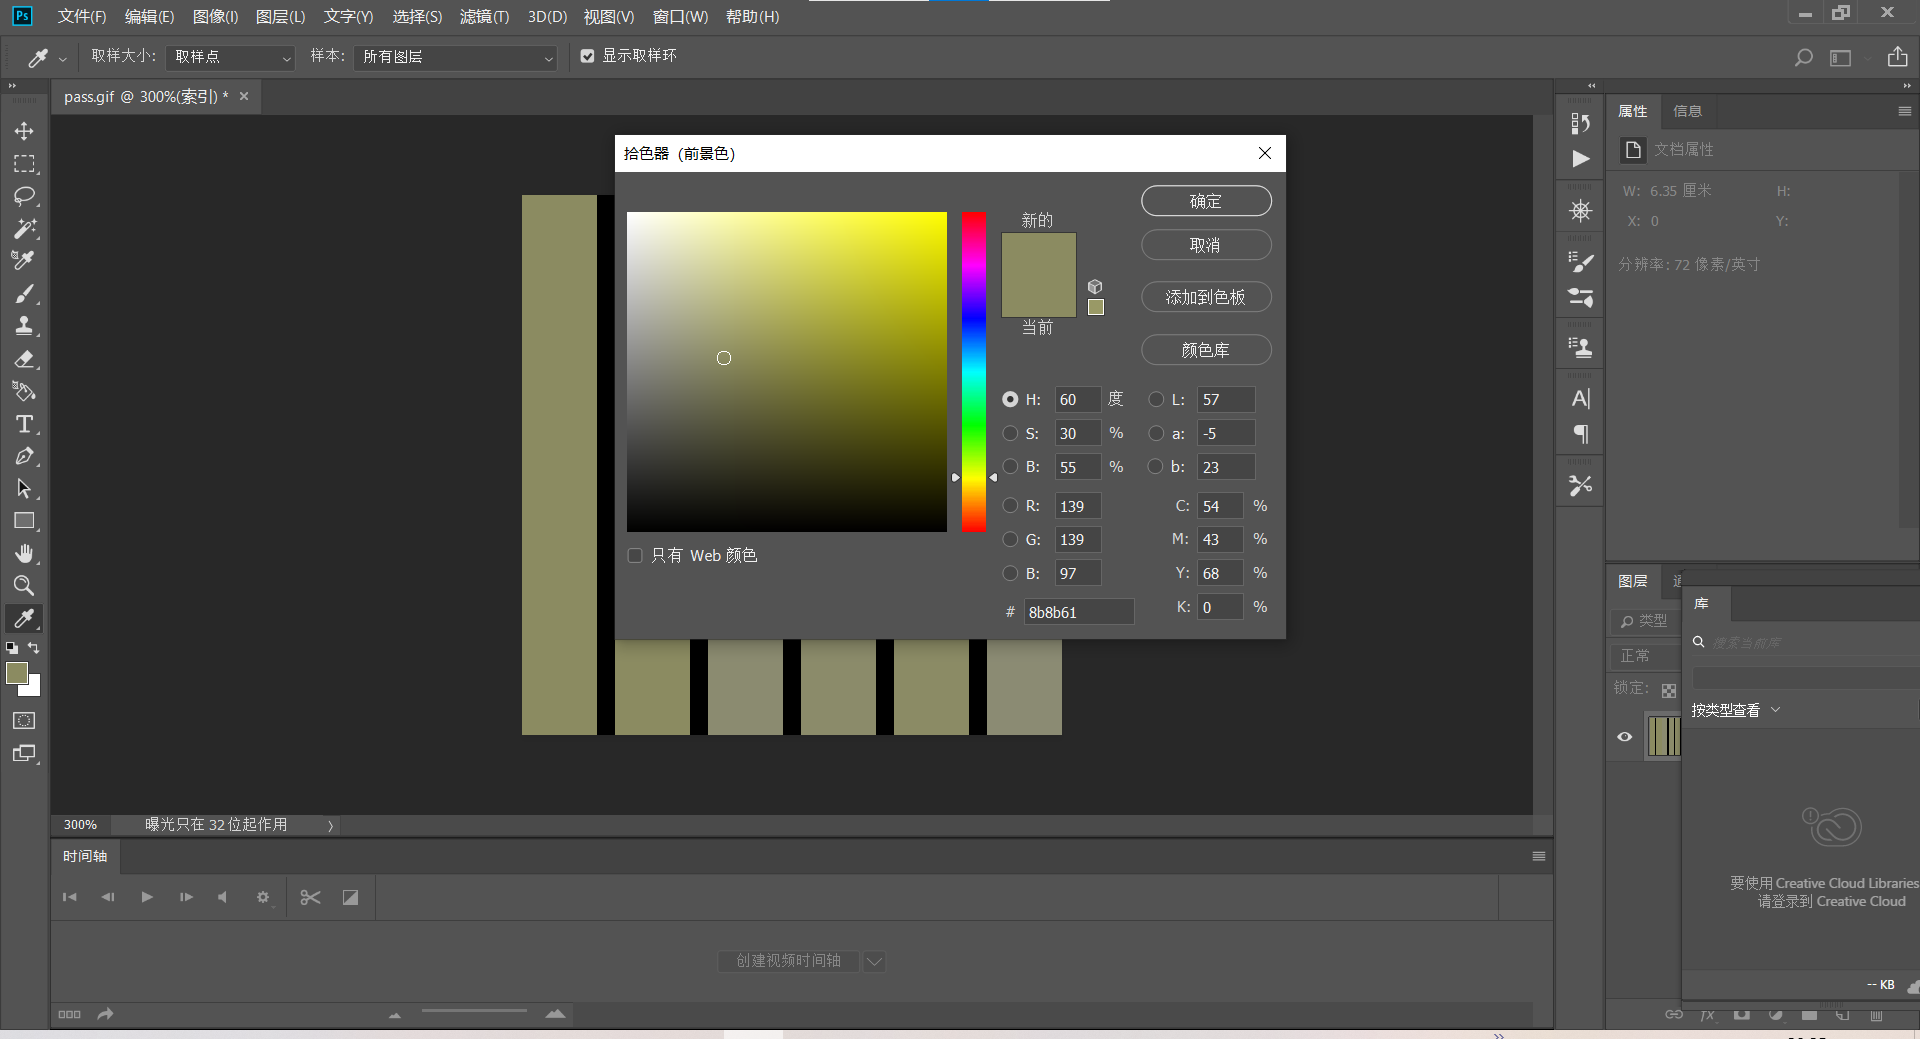 Ps 文件(F) 编辑(E) 图像(I) 图层(L) 文字(Y) 选择(S) 滤镜(T) 3D(D) 视图(V) 窗口(W) 帮助(H)
取样大小: 取样点 样本: 所有图层 显示取样环
pass.gif @ 300%(索引) * ×
拾色器 (前景色)
新的
当前
确定
取消
添加到色板
颜色库
H: 60 度 L: 57
S: 30 % a: -5
B: 55 % b: 23
R: 139 C: 54 %
G: 139 M: 43 %
B: 97 Y: 68 %
# 8b8b61 K: 0 %
只有 Web 颜色
属性 信息
文档属性
W: 6.35 厘米 H:
X: 0 Y:
分辨率: 72 像素/英寸
图层
类型
正常
锁定:
库
搜索当前库
按类型查看
要使用 Creative Cloud Libraries
请登录到 Creative Cloud
-- KB
300% 曝光只在 32 位起作用
时间轴
创建视频时间轴